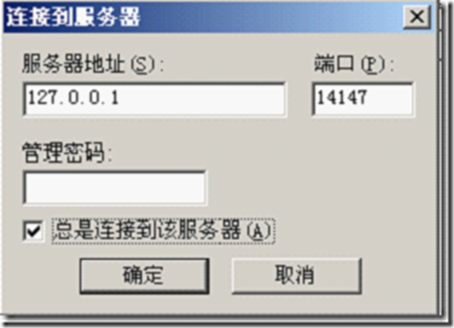 连接到服务器
服务器地址(S): 端口(P):
127.0.0.1 14147
管理密码:
总是连接到该服务器(A)
确定 取消